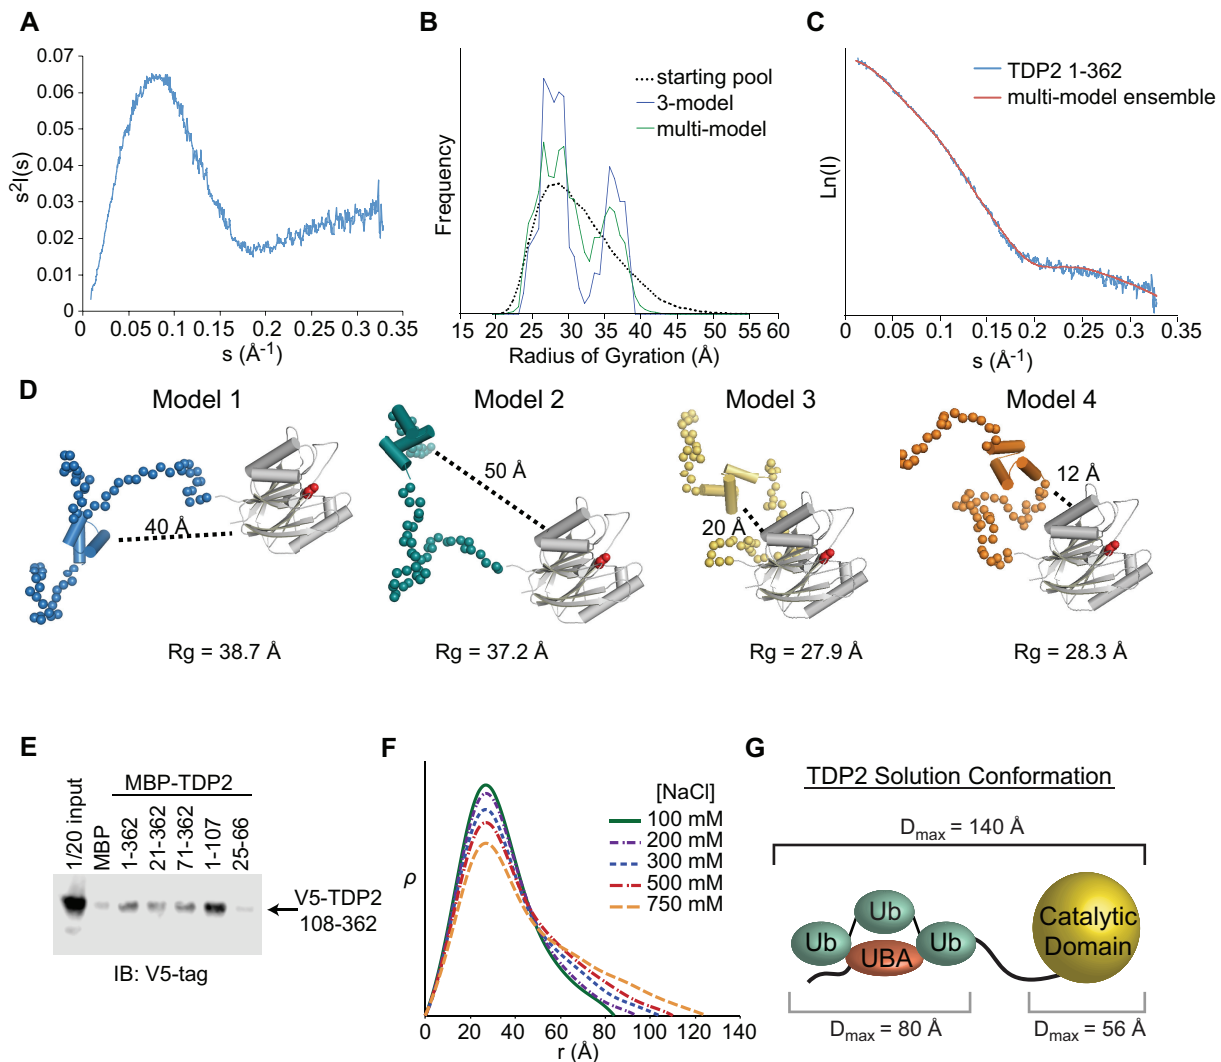 A
0.07
0.06
0.05
0.04
0.03
0.02
0.01
0
s²I(s)
0 0.05 0.1 0.15 0.2 0.25 0.3 0.35
s (Å⁻¹)
B
Frequency
starting pool
3-model
multi-model
15 20 25 30 35 40 45 50 55 60
Radius of Gyration (Å)
C
Ln(I)
TDP2 1-362
multi-model ensemble
0 0.05 0.1 0.15 0.2 0.25 0.3 0.35
s (Å⁻¹)
D
Model 1 Model 2 Model 3 Model 4
40 Å
50 Å
20 Å
12 Å
Rg = 38.7 Å Rg = 37.2 Å Rg = 27.9 Å Rg = 28.3 Å
E
MBP-TDP2
1/20 input
MBP
1-362
21-362
71-362
1-107
25-66
V5-TDP2
108-362
IB: V5-tag
F
ρ
[NaCl]
100 mM
200 mM
300 mM
500 mM
750 mM
0 20 40 60 80 100 120 140
r (Å)
G
TDP2 Solution Conformation
Dmax = 140 Å
Ub
Ub
Ub
UBA
Catalytic
Domain
Dmax = 80 Å
Dmax = 56 Å